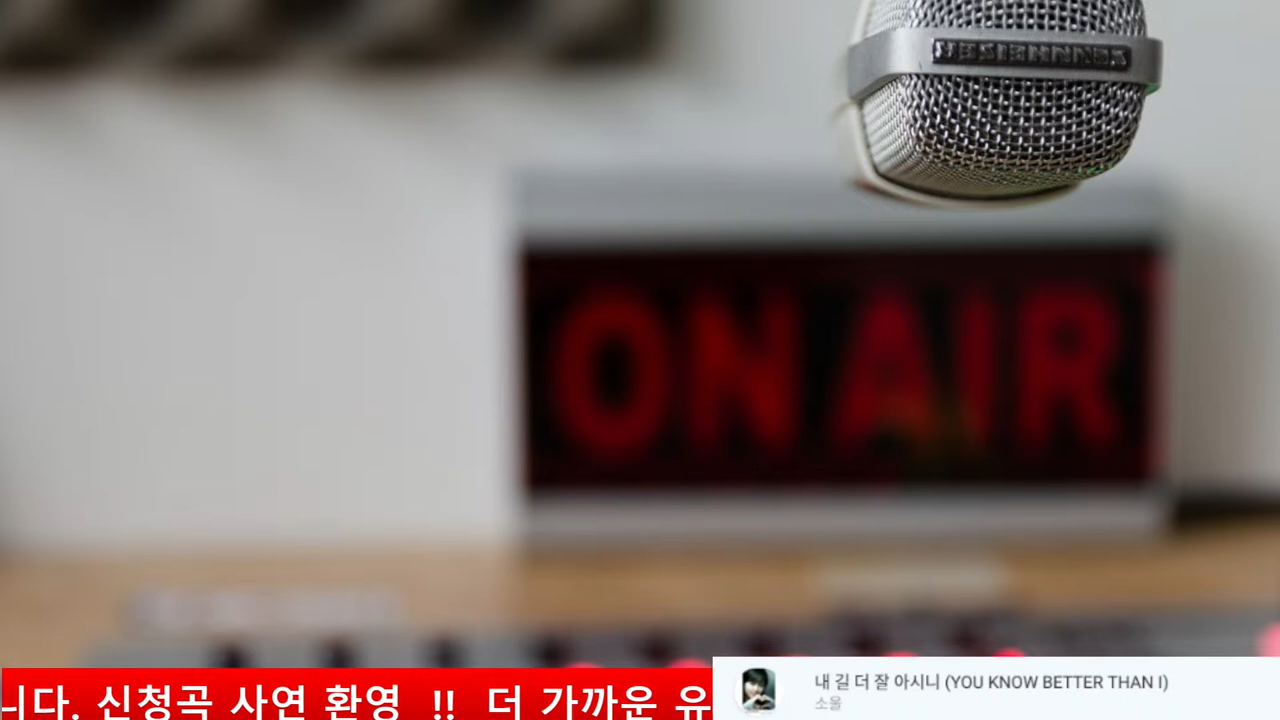 ON AIR
니다. 신청곡 사연 환영 !! 더 가까운 유
내 길 더 잘 아시니 (YOU KNOW BETTER THAN I)
소울